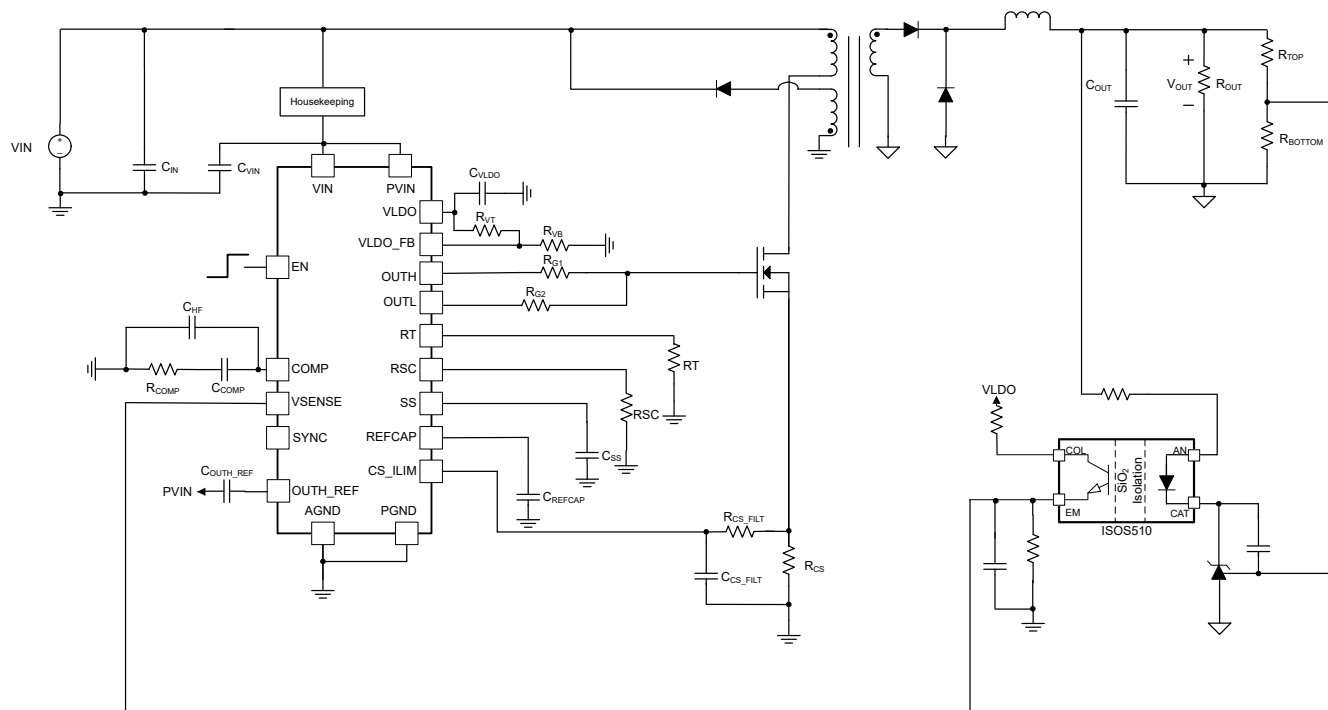 Housekeeping
VIN
+
–
C_IN
C_VIN
VIN
PVIN
VLDO
VLDO_FB
OUTH
OUTL
RT
RSC
SS
REFCAP
CS_ILIM
EN
COMP
VSENSE
SYNC
OUTH_REF
AGND
PGND
C_VLDO
R_VT
R_VB
R_G1
R_G2
RT
RSC
C_SS
C_REFCAP
R_CS_FILT
C_CS_FILT
R_CS
C_HF
R_COMP
C_COMP
C_OUTH_REF
PVIN
C_OUT
+
V_OUT
–
R_OUT
R_TOP
R_BOTTOM
VLDO
COL
EM
SiO₂
Isolation
AN
CAT
ISOS510